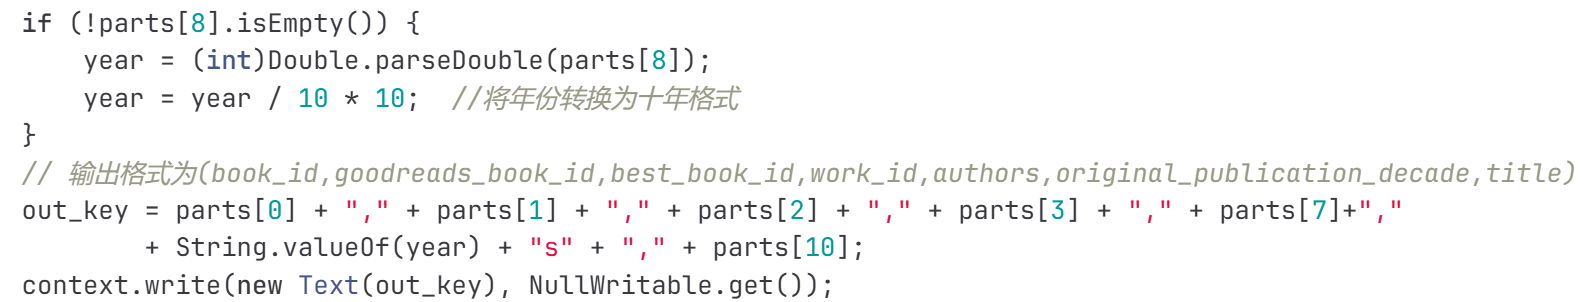 if (!parts[8].isEmpty()) {
    year = (int)Double.parseDouble(parts[8]);
    year = year / 10 * 10;  //将年份转换为十年格式
}
// 输出格式为(book_id,goodreads_book_id,best_book_id,work_id,authors,original_publication_decade,title)
out_key = parts[0] + "," + parts[1] + "," + parts[2] + "," + parts[3] + "," + parts[7]+","
        + String.valueOf(year) + "s" + "," + parts[10];
context.write(new Text(out_key), NullWritable.get());